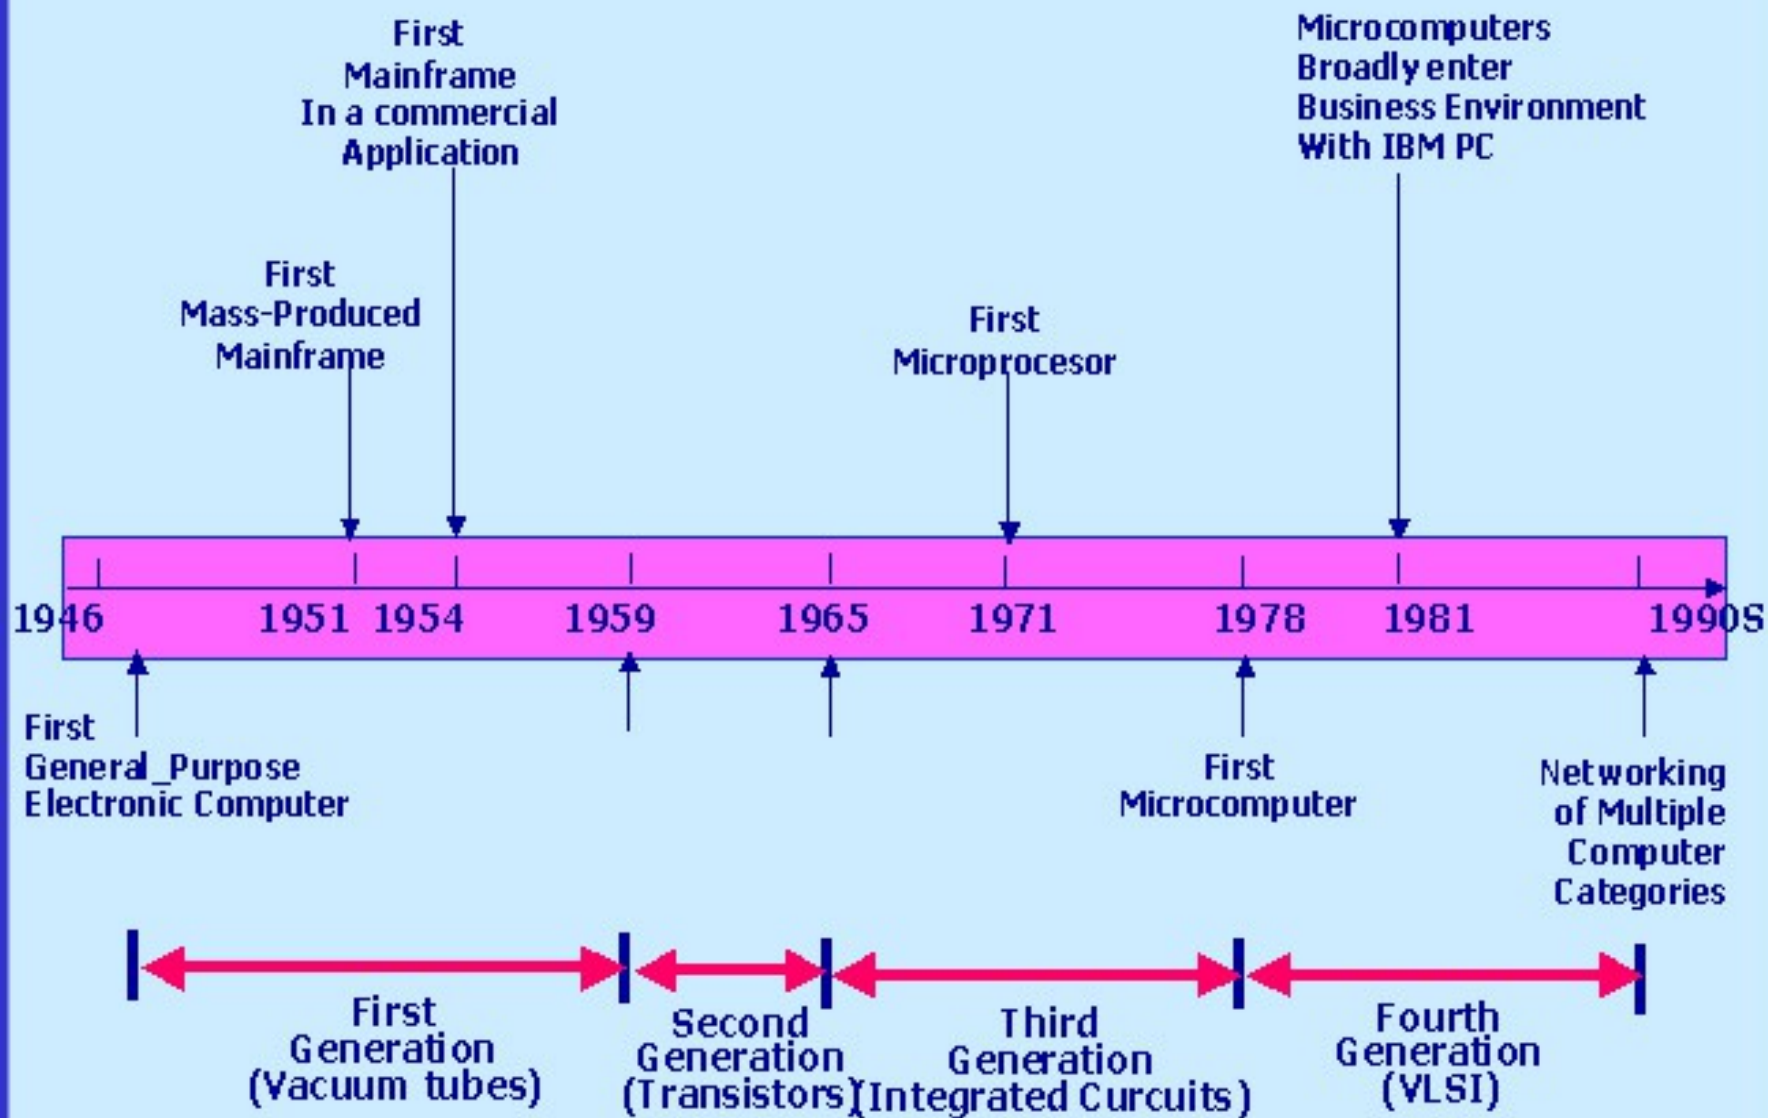 First
Mainframe
In a commercial
Application
Microcomputers
Broadly enter
Business Environment
With IBM PC
First
Mass-Produced
Mainframe
First
Microprocesor
1946
1951
1954
1959
1965
1971
1978
1981
1990S
First
General_Purpose
Electronic Computer
First
Microcomputer
Networking
of Multiple
Computer
Categories
First
Generation
(Vacuum tubes)
Second
Generation
(Transistors)
Third
Generation
(Integrated Curcuits)
Fourth
Generation
(VLSI)